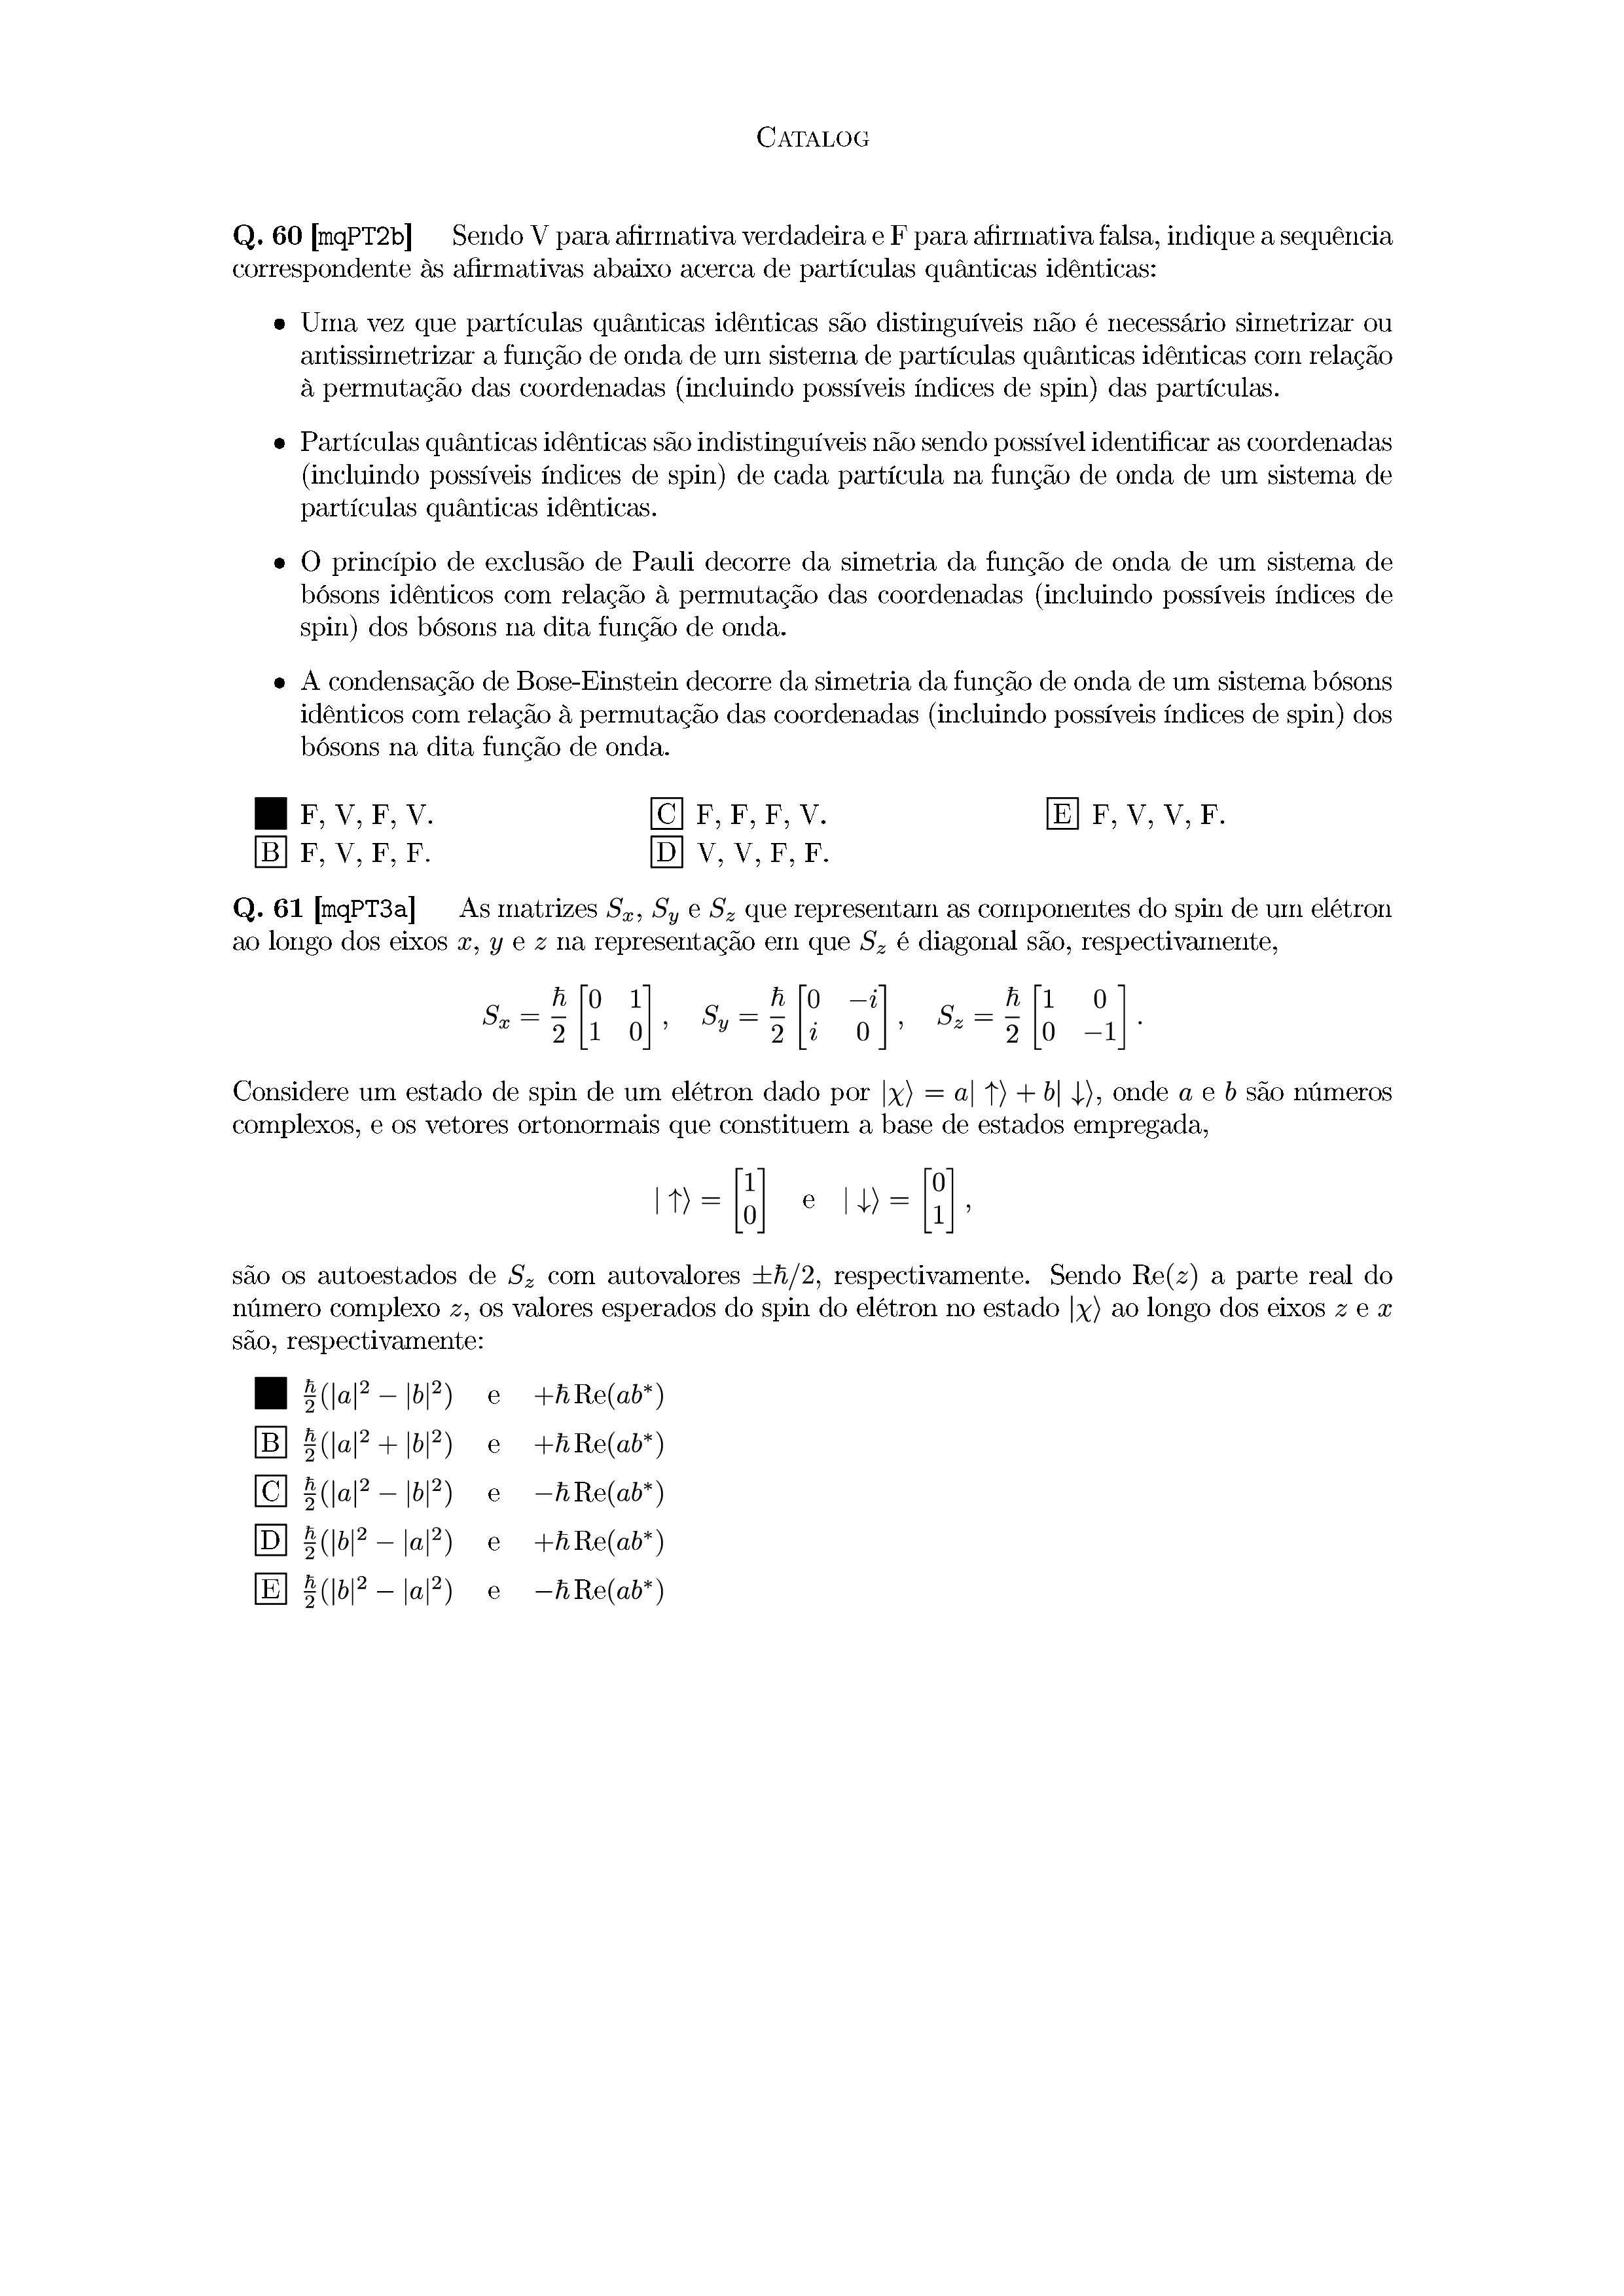 CATALOG
Q. 60 [mqPT2b] Sendo V para afirmativa verdadeira e F para afirmativa falsa, indique a sequência
correspondente às afirmativas abaixo acerca de partículas quânticas idênticas:
• Uma vez que partículas quânticas idênticas são distinguíveis não é necessário simetrizar ou
antissimetrizar a função de onda de um sistema de partículas quânticas idênticas com relação
à permutação das coordenadas (incluindo possíveis índices de spin) das partículas.
• Partículas quânticas idênticas são indistinguíveis não sendo possível identificar as coordenadas
(incluindo possíveis índices de spin) de cada partícula na função de onda de um sistema de
partículas quânticas idênticas.
• O princípio de exclusão de Pauli decorre da simetria da função de onda de um sistema de
bósons idênticos com relação à permutação das coordenadas (incluindo possíveis índices de
spin) dos bósons na dita função de onda.
• A condensação de Bose-Einstein decorre da simetria da função de onda de um sistema bósons
idênticos com relação à permutação das coordenadas (incluindo possíveis índices de spin) dos
bósons na dita função de onda.
■ F, V, F, V. C F, F, F, V. E F, V, V, F.
B F, V, F, F. D V, V, F, F.
Q. 61 [mqPT3a] As matrizes $S_x$, $S_y$ e $S_z$ que representam as componentes do spin de um elétron
ao longo dos eixos $x$, $y$ e $z$ na representação em que $S_z$ é diagonal são, respectivamente,
$S_x = \frac{\hbar}{2} \begin{bmatrix} 0 & 1 \\ 1 & 0 \end{bmatrix}, \quad S_y = \frac{\hbar}{2} \begin{bmatrix} 0 & -i \\ i & 0 \end{bmatrix}, \quad S_z = \frac{\hbar}{2} \begin{bmatrix} 1 & 0 \\ 0 & -1 \end{bmatrix}.$
Considere um estado de spin de um elétron dado por $|\chi\rangle = a|\uparrow\rangle + b|\downarrow\rangle$, onde $a$ e $b$ são números
complexos, e os vetores ortonormais que constituem a base de estados empregada,
$|\uparrow\rangle = \begin{bmatrix} 1 \\ 0 \end{bmatrix} \quad \text{e} \quad |\downarrow\rangle = \begin{bmatrix} 0 \\ 1 \end{bmatrix},$
são os autoestados de $S_z$ com autovalores $\pm\hbar/2$, respectivamente. Sendo Re($z$) a parte real do
número complexo $z$, os valores esperados do spin do elétron no estado $|\chi\rangle$ ao longo dos eixos $z$ e $x$
são, respectivamente:
■ $\frac{\hbar}{2}(|a|^2 - |b|^2)$ e $+\hbar \, \text{Re}(ab^*)$
B $\frac{\hbar}{2}(|a|^2 + |b|^2)$ e $+\hbar \, \text{Re}(ab^*)$
C $\frac{\hbar}{2}(|a|^2 - |b|^2)$ e $-\hbar \, \text{Re}(ab^*)$
D $\frac{\hbar}{2}(|b|^2 - |a|^2)$ e $+\hbar \, \text{Re}(ab^*)$
E $\frac{\hbar}{2}(|b|^2 - |a|^2)$ e $-\hbar \, \text{Re}(ab^*)$